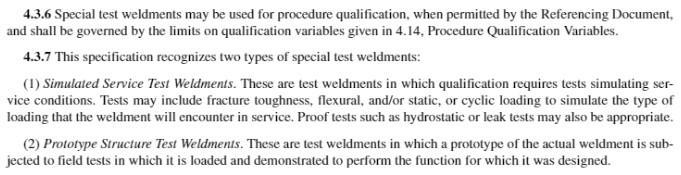 4.3.6 Special test weldments may be used for procedure qualification, when permitted by the Referencing Document,
and shall be governed by the limits on qualification variables given in 4.14, Procedure Qualification Variables.
4.3.7 This specification recognizes two types of special test weldments:
(1) Simulated Service Test Weldments. These are test weldments in which qualification requires tests simulating ser-
vice conditions. Tests may include fracture toughness, flexural, and/or static, or cyclic loading to simulate the type of
loading that the weldment will encounter in service. Proof tests such as hydrostatic or leak tests may also be appropriate.
(2) Prototype Structure Test Weldments. These are test weldments in which a prototype of the actual weldment is sub-
jected to field tests in which it is loaded and demonstrated to perform the function for which it was designed.